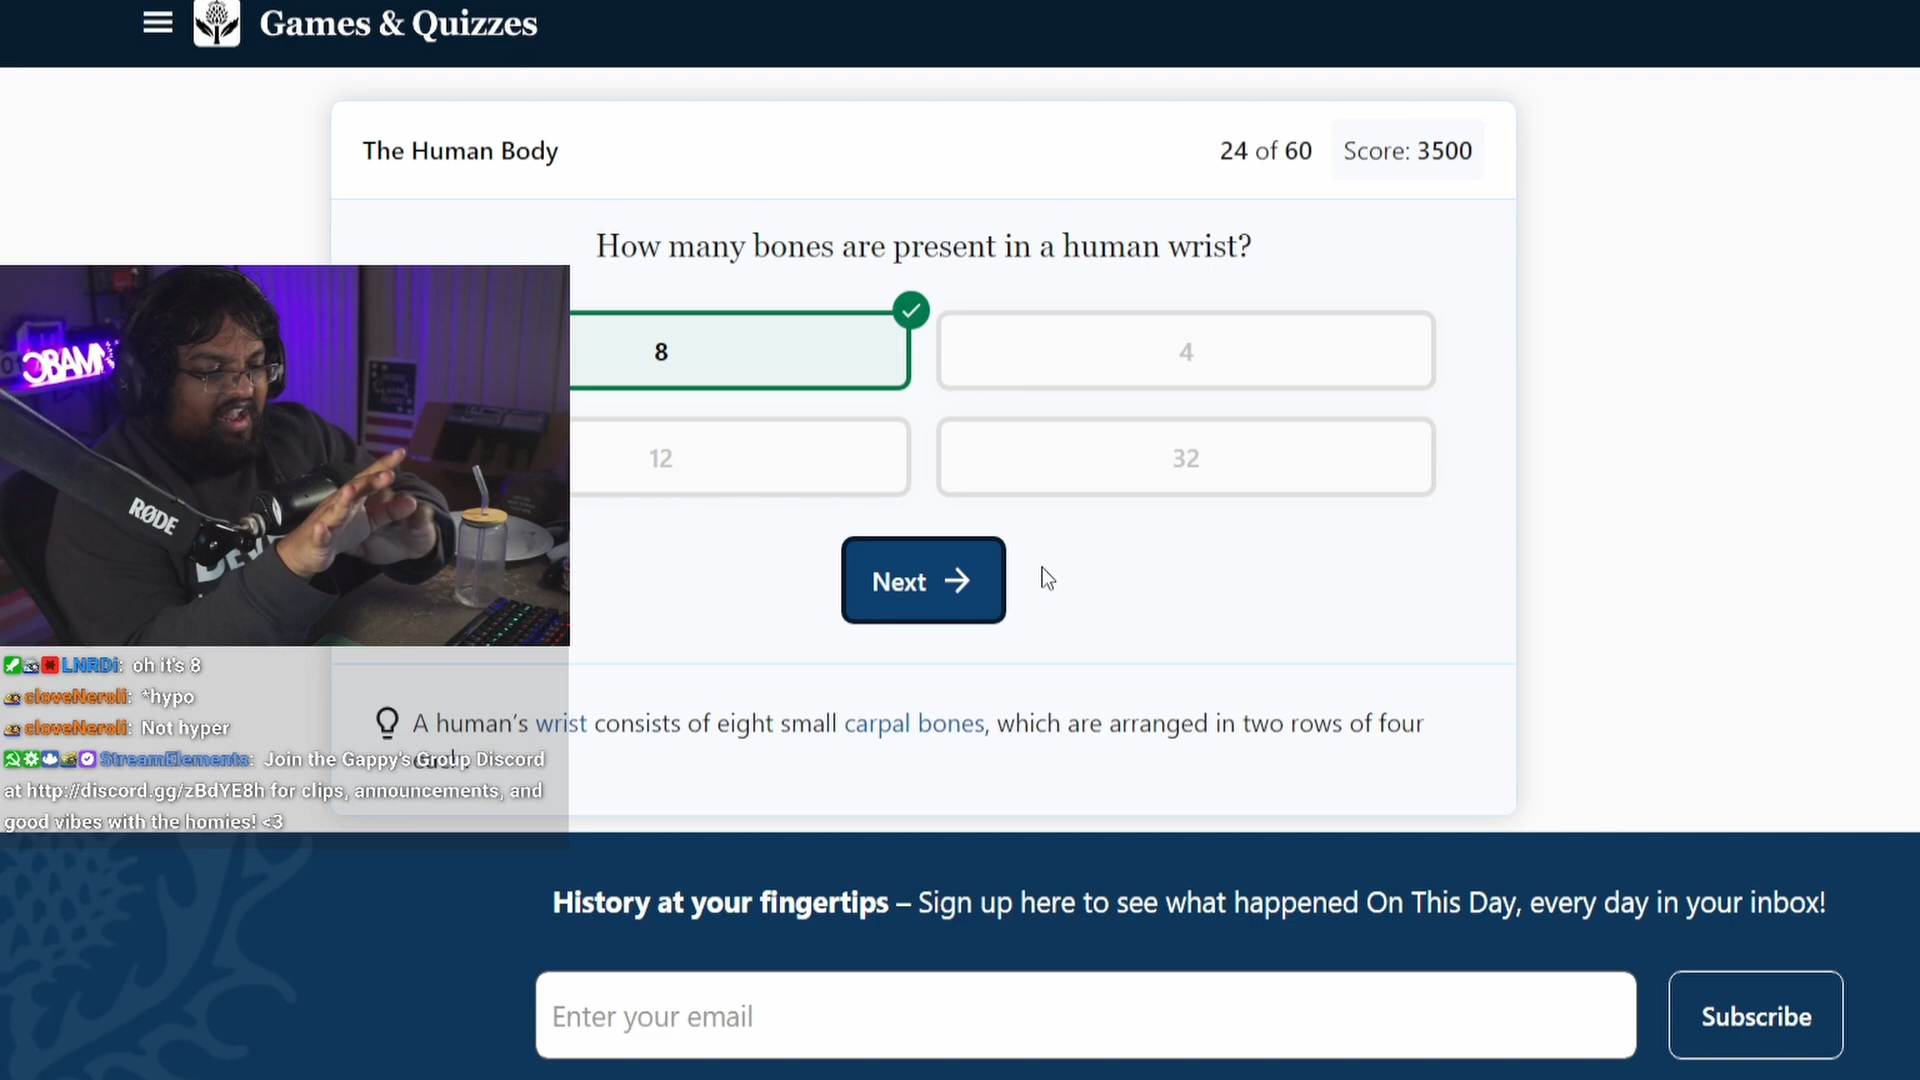 Games & Quizzes
The Human Body
24 of 60
Score: 3500
How many bones are present in a human wrist?
8
4
12
32
Next
A human's wrist consists of eight small carpal bones, which are arranged in two rows of four
RØDE
LNRDi: oh it's 8
cloveNeroli: *hypo
cloveNeroli: Not hyper
StreamElements: Join the Gappy's Group Discord
at http://discord.gg/zBdYE8h for clips, announcements, and
good vibes with the homies! <3
History at your fingertips – Sign up here to see what happened On This Day, every day in your inbox!
Enter your email
Subscribe